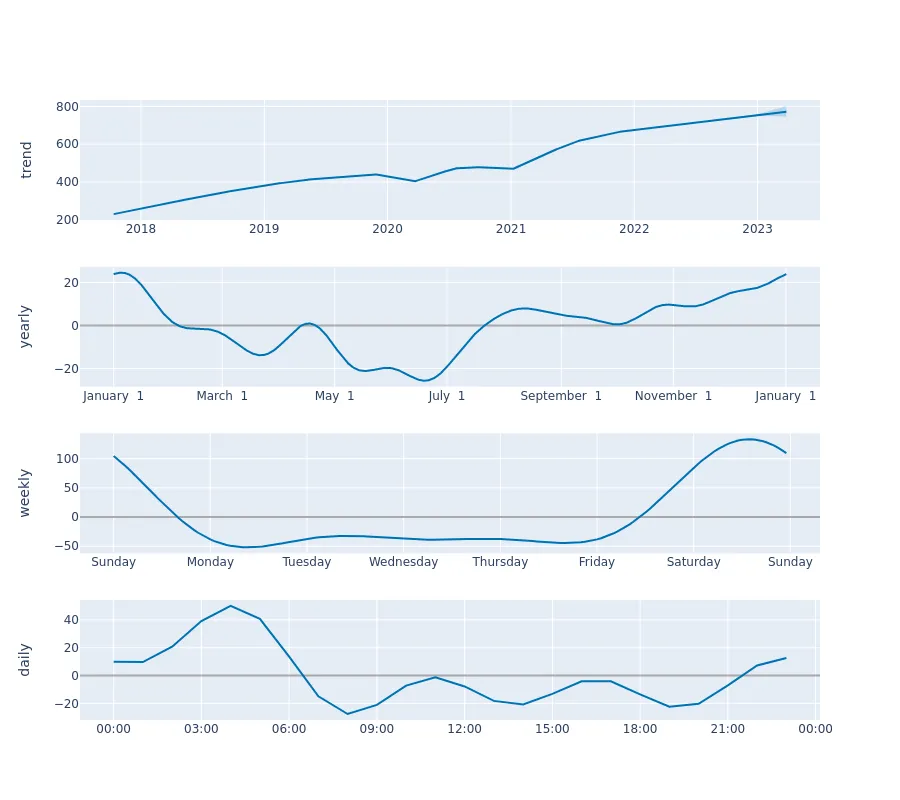 800
600
400
200
trend
2018 2019 2020 2021 2022 2023
20
0
−20
yearly
January 1 March 1 May 1 July 1 September 1 November 1 January 1
100
50
0
−50
weekly
Sunday Monday Tuesday Wednesday Thursday Friday Saturday Sunday
40
20
0
−20
daily
00:00 03:00 06:00 09:00 12:00 15:00 18:00 21:00 00:00